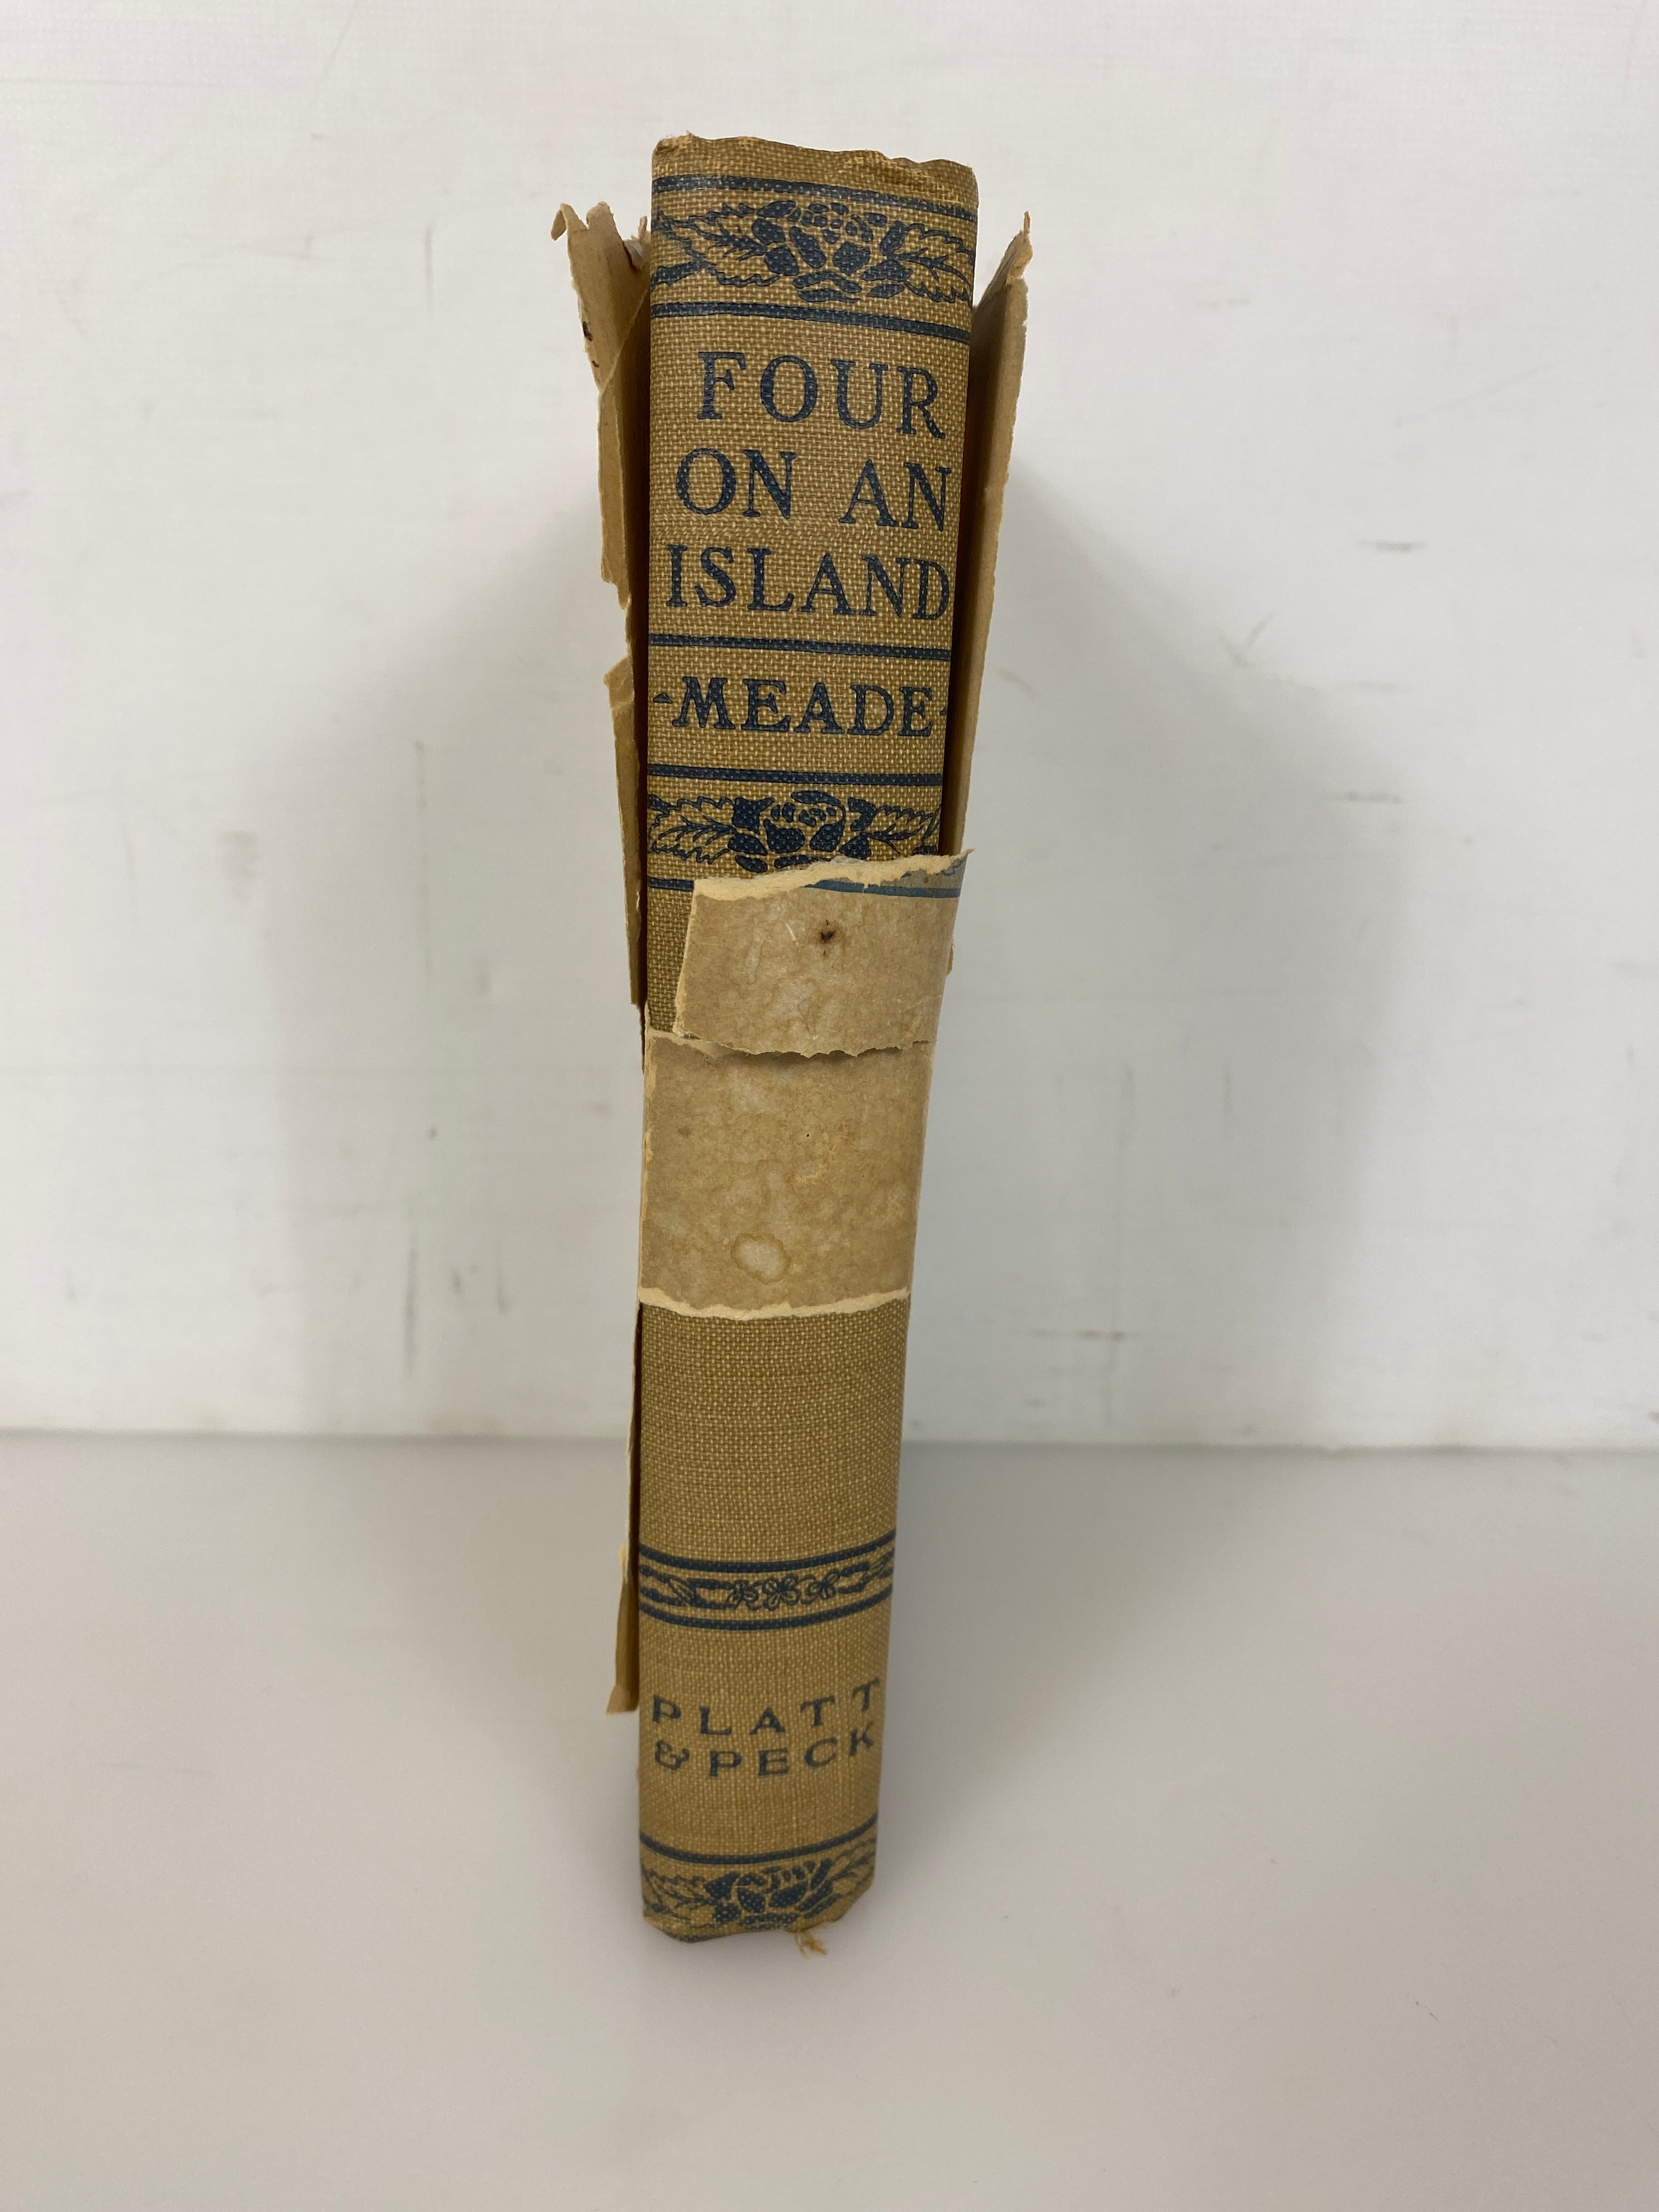 FOUR
ON AN
ISLAND
-MEADE-
PLATT
& PECK